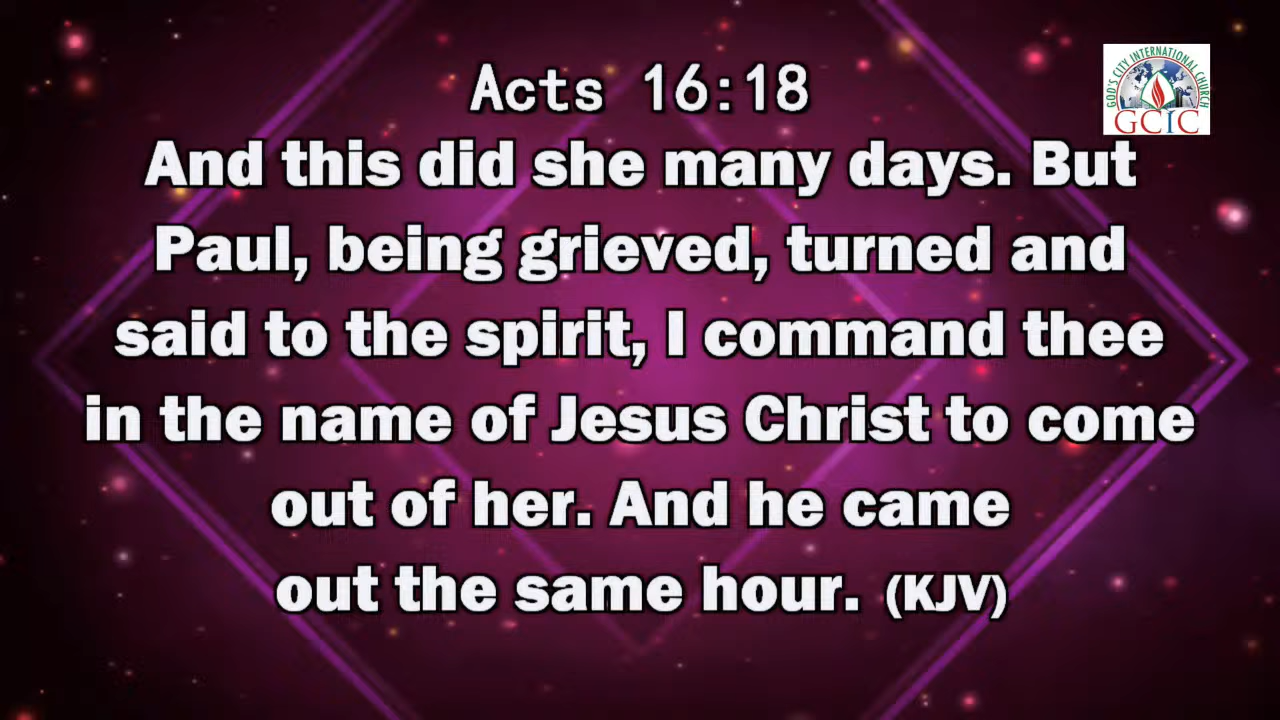 Acts 16:18
GOD'S CITY INTERNATIONAL CHURCH
GCIC
And this did she many days. But
Paul, being grieved, turned and
said to the spirit, I command thee
in the name of Jesus Christ to come
out of her. And he came
out the same hour. (KJV)